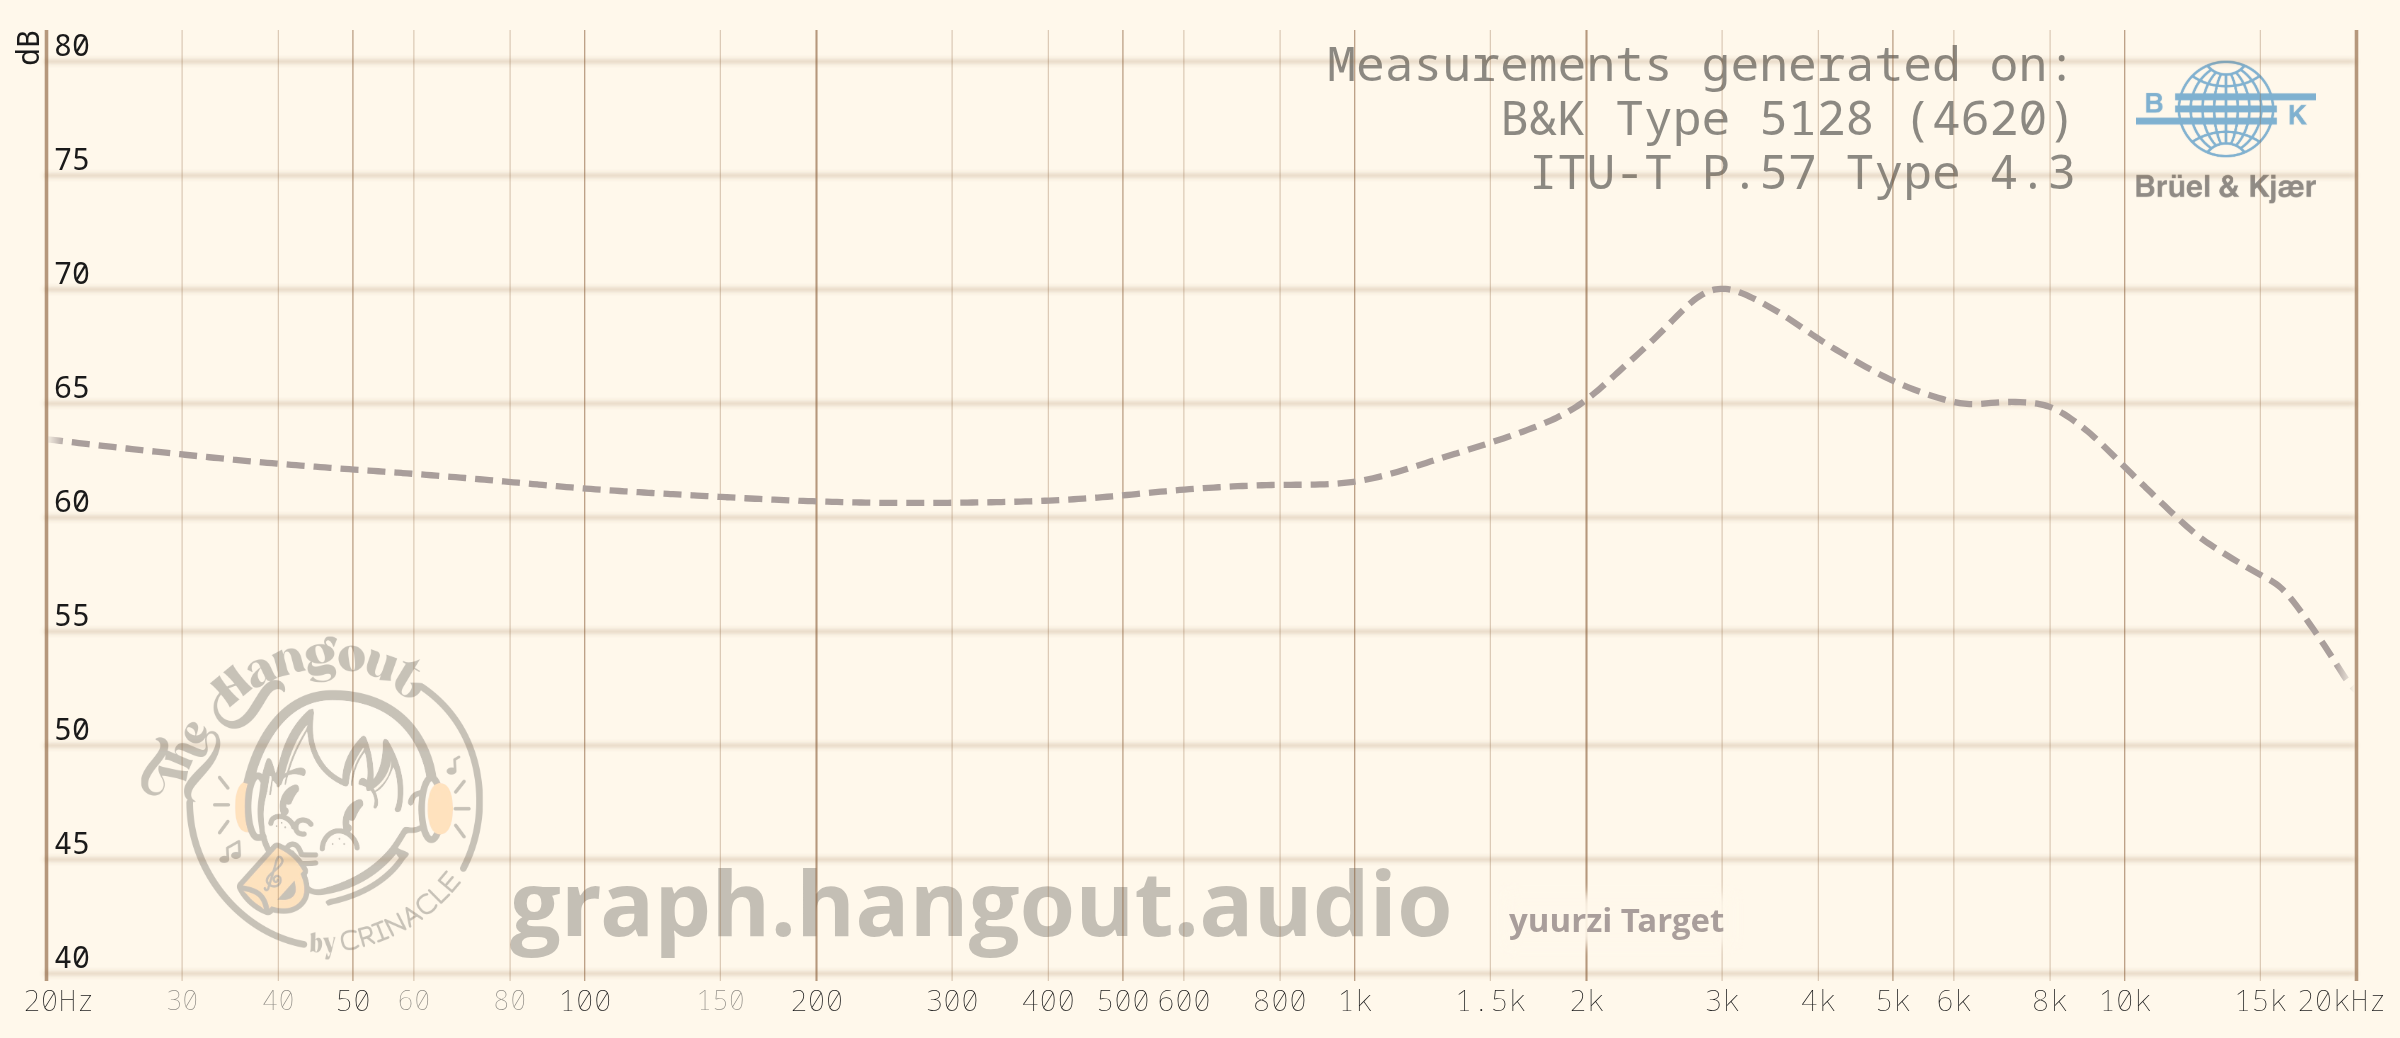 dB
80
75
70
65
60
55
50
45
40
Measurements generated on:
B&K Type 5128 (4620)
ITU-T P.57 Type 4.3
B
K
Brüel & Kjær
The Hangout
by CRINACLE
graph.hangout.audio
yuurzi Target
20Hz 30 40 50 60 80 100 150 200 300 400 500 600 800 1k 1.5k 2k 3k 4k 5k 6k 8k 10k 15k 20kHz